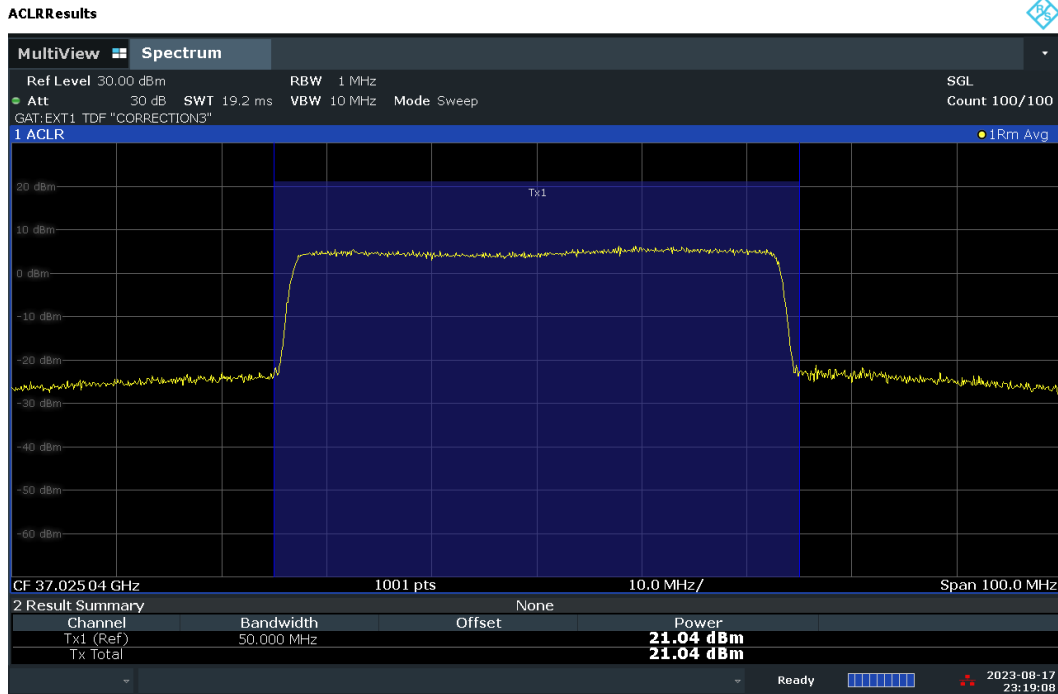 ACLRResults
R&S
MultiView Spectrum
Ref Level 30.00 dBm RBW 1 MHz SGL
Att 30 dB SWT 19.2 ms VBW 10 MHz Mode Sweep Count 100/100
GAT:EXT1 TDF "CORRECTION3"
1 ACLR 1Rm Avg
Tx1
20 dBm
10 dBm
0 dBm
-10 dBm
-20 dBm
-30 dBm
-40 dBm
-50 dBm
-60 dBm
CF 37.02504 GHz 1001 pts 10.0 MHz/ Span 100.0 MHz
2 Result Summary None
Channel Bandwidth Offset Power
Tx1 (Ref) 50.000 MHz 21.04 dBm
Tx Total 21.04 dBm
Ready 2023-08-17
23:19:08